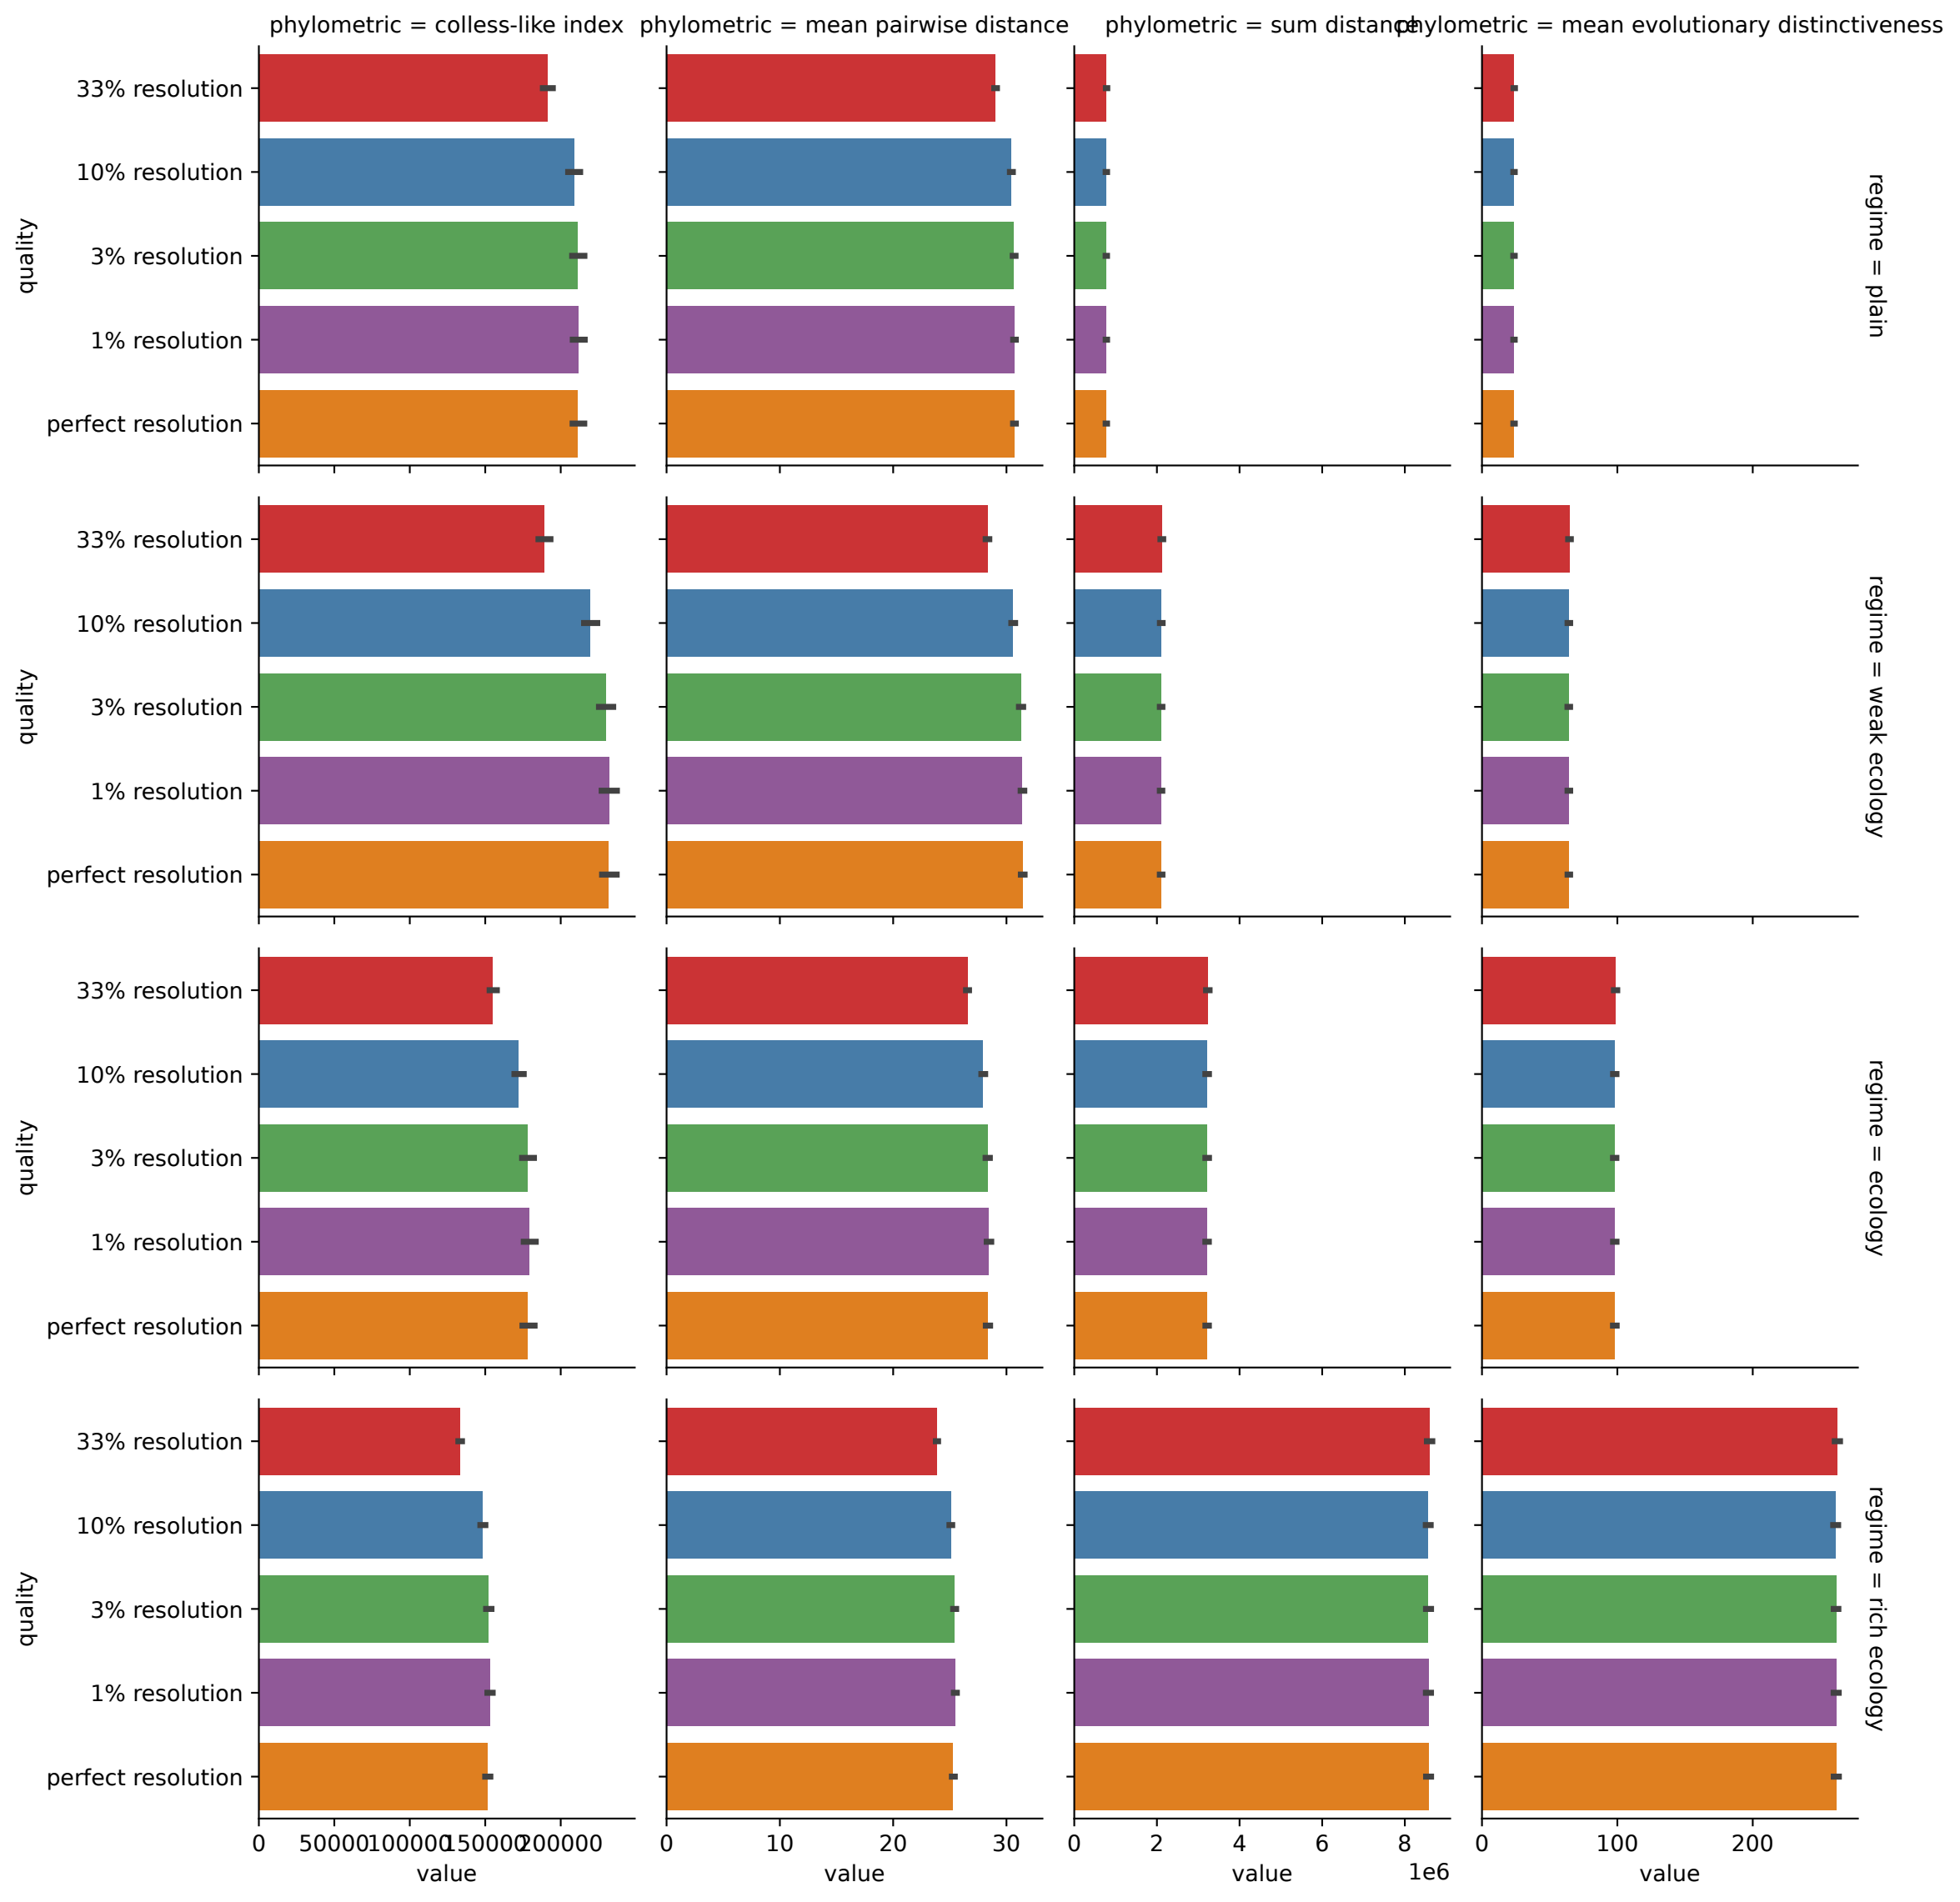 phylometric = colless-like index
phylometric = mean pairwise distance
phylometric = sum distance
phylometric = mean evolutionary distinctiveness
quality
33% resolution
10% resolution
3% resolution
1% resolution
perfect resolution
regime = plain
quality
33% resolution
10% resolution
3% resolution
1% resolution
perfect resolution
regime = weak ecology
quality
33% resolution
10% resolution
3% resolution
1% resolution
perfect resolution
regime = ecology
quality
33% resolution
10% resolution
3% resolution
1% resolution
perfect resolution
regime = rich ecology
0 50000 100000 150000 200000
0 10 20 30
0 2 4 6 8
0 100 200
1e6
value
value
value
value